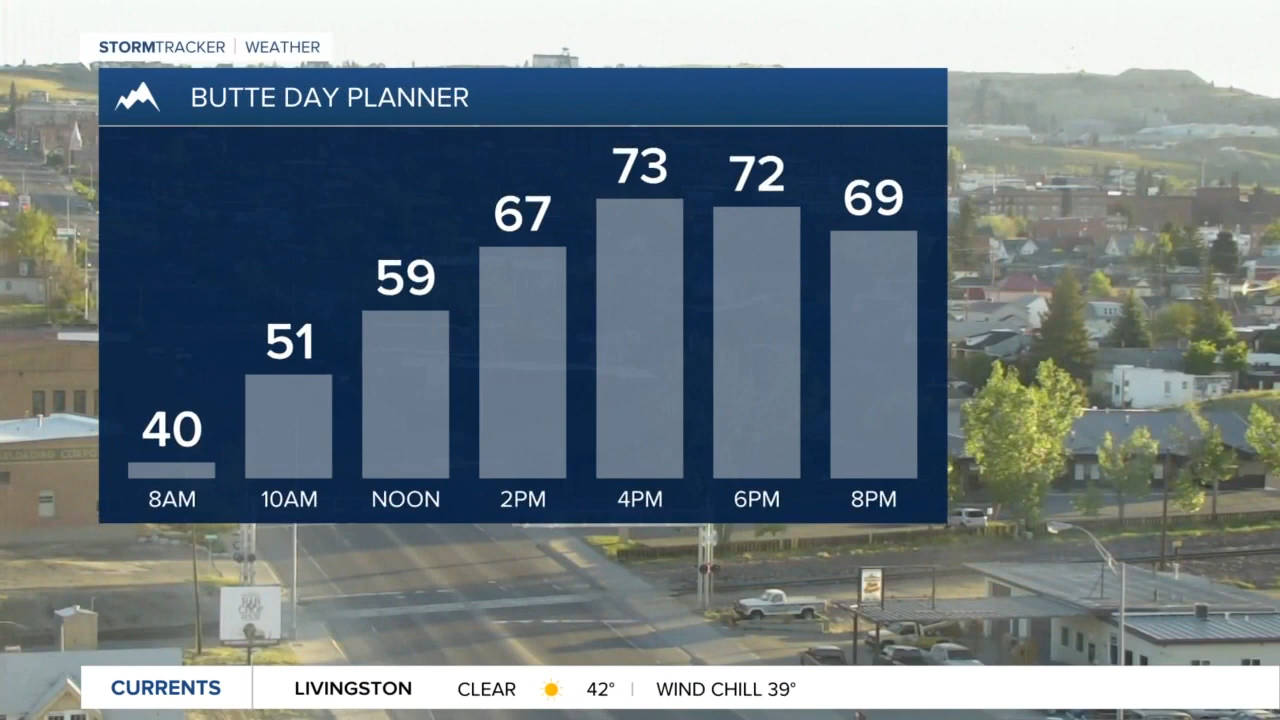 STORMTRACKER | WEATHER
BUTTE DAY PLANNER
40 51 59 67 73 72 69
8AM 10AM NOON 2PM 4PM 6PM 8PM
CURRENTS LIVINGSTON CLEAR 42° | WIND CHILL 39°